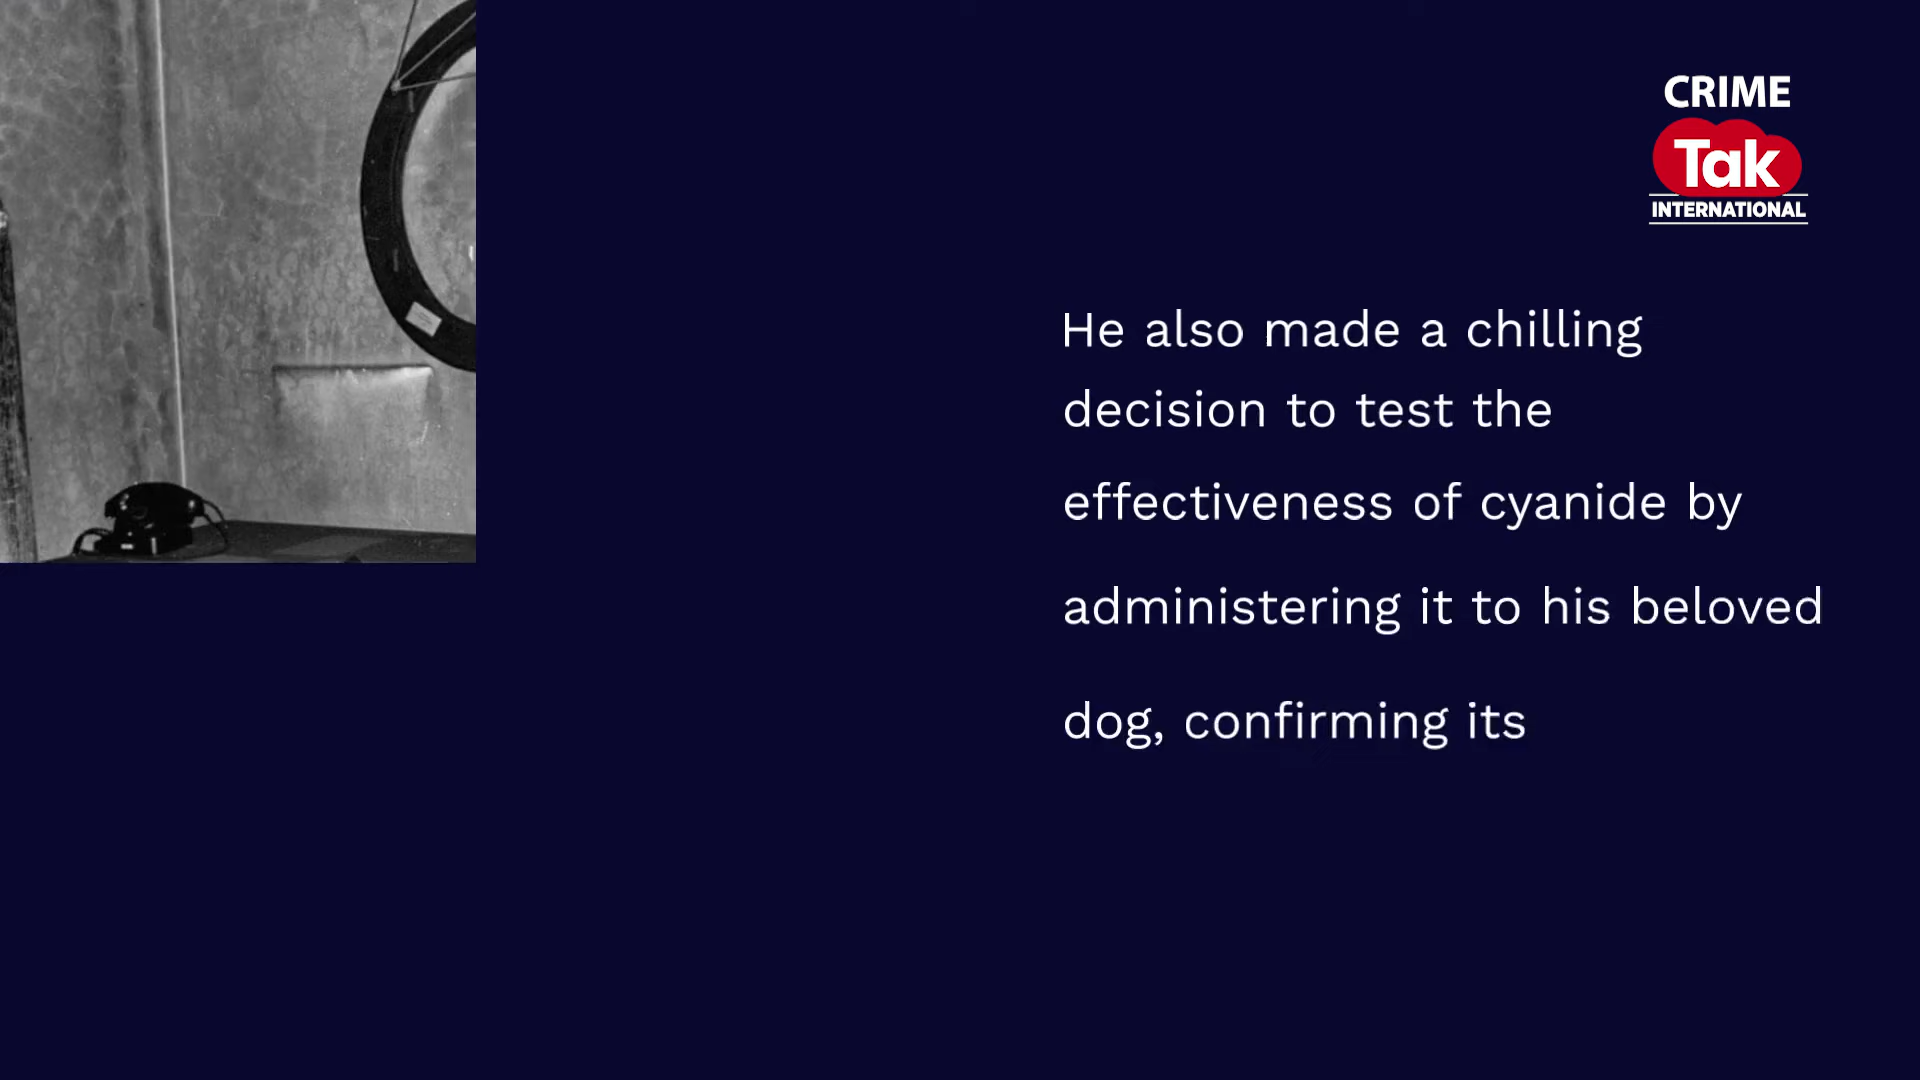 CRIME
Tak
INTERNATIONAL
He also made a chilling
decision to test the
effectiveness of cyanide by
administering it to his beloved
dog, confirming its